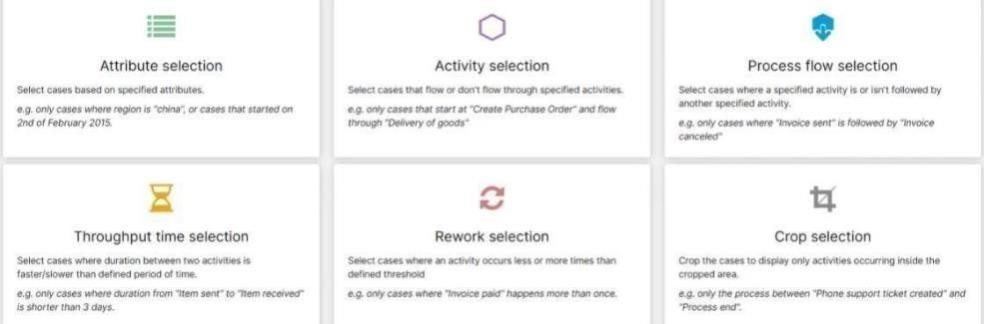 Attribute selection
Select cases based on specified attributes.
e.g. only cases where region is "china", or cases that started on
2nd of February 2015.
Activity selection
Select cases that flow or don't flow through specified activities.
e.g. only cases that start at "Create Purchase Order" and flow
through "Delivery of goods"
Process flow selection
Select cases where a specified activity is or isn't followed by
another specified activity.
e.g. only cases where "Invoice sent" is followed by "Invoice
canceled"
Throughput time selection
Select cases where duration between two activities is
faster/slower than defined period of time.
e.g. only cases where duration from "Item sent" to "Item received"
is shorter than 3 days.
Rework selection
Select cases where an activity occurs less or more times than
defined threshold
e.g. only cases where "Invoice paid" happens more than once.
Crop selection
Crop the cases to display only activities occurring inside the
cropped area.
e.g. only the process between "Phone support ticket created" and
"Process end".